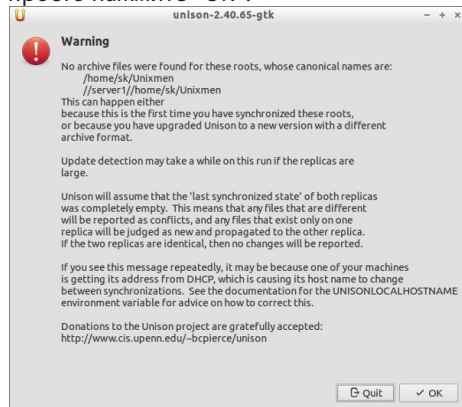 просто нажмите "OK".
unison-2.40.65-gtk
Warning
No archive files were found for these roots, whose canonical names are:
/home/sk/Unixmen
//server1//home/sk/Unixmen
This can happen either
because this is the first time you have synchronized these roots,
or because you have upgraded Unison to a new version with a different
archive format.
Update detection may take a while on this run if the replicas are
large.
Unison will assume that the 'last synchronized state' of both replicas
was completely empty.  This means that any files that are different
will be reported as conflicts, and any files that exist only on one
replica will be judged as new and propagated to the other replica.
If the two replicas are identical, then no changes will be reported.
If you see this message repeatedly, it may be because one of your machines
is getting its address from DHCP, which is causing its host name to change
between synchronizations.  See the documentation for the UNISONLOCALHOSTNAME
environment variable for advice on how to correct this.
Donations to the Unison project are gratefully accepted:
http://www.cis.upenn.edu/~bcpierce/unison
Quit
OK